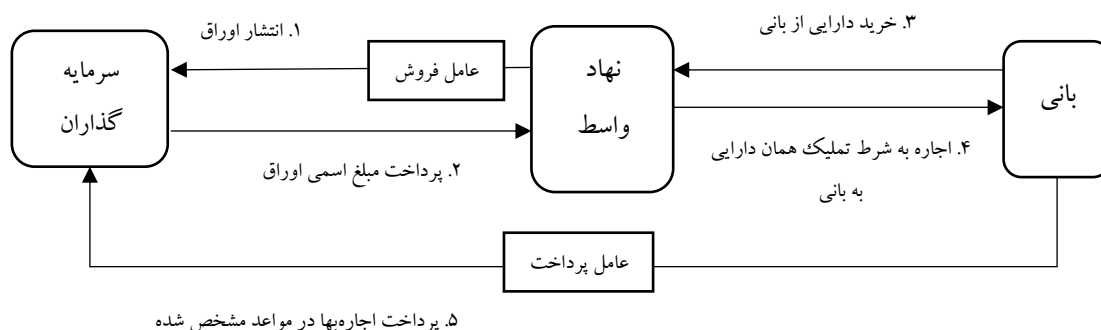 ۱. انتشار اوراق
۳. خرید دارایی از بانی
سرمایه
گذاران
عامل فروش
نهاد
واسط
بانی
۲. پرداخت مبلغ اسمی اوراق
۴. اجاره به شرط تملیک همان دارایی
به بانی
عامل پرداخت
۵. پرداخت اجاره‌بها در مواعد مشخص شده